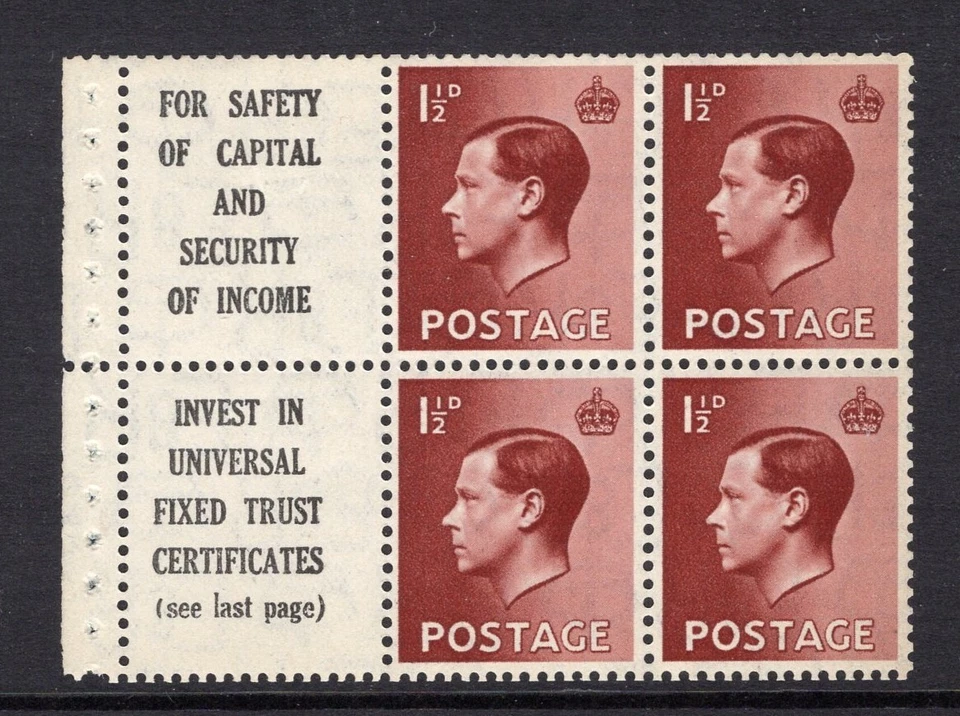 FOR SAFETY
OF CAPITAL
AND
SECURITY
OF INCOME
1½D
POSTAGE
1½D
POSTAGE
INVEST IN
UNIVERSAL
FIXED TRUST
CERTIFICATES
(see last page)
1½D
POSTAGE
1½D
POSTAGE